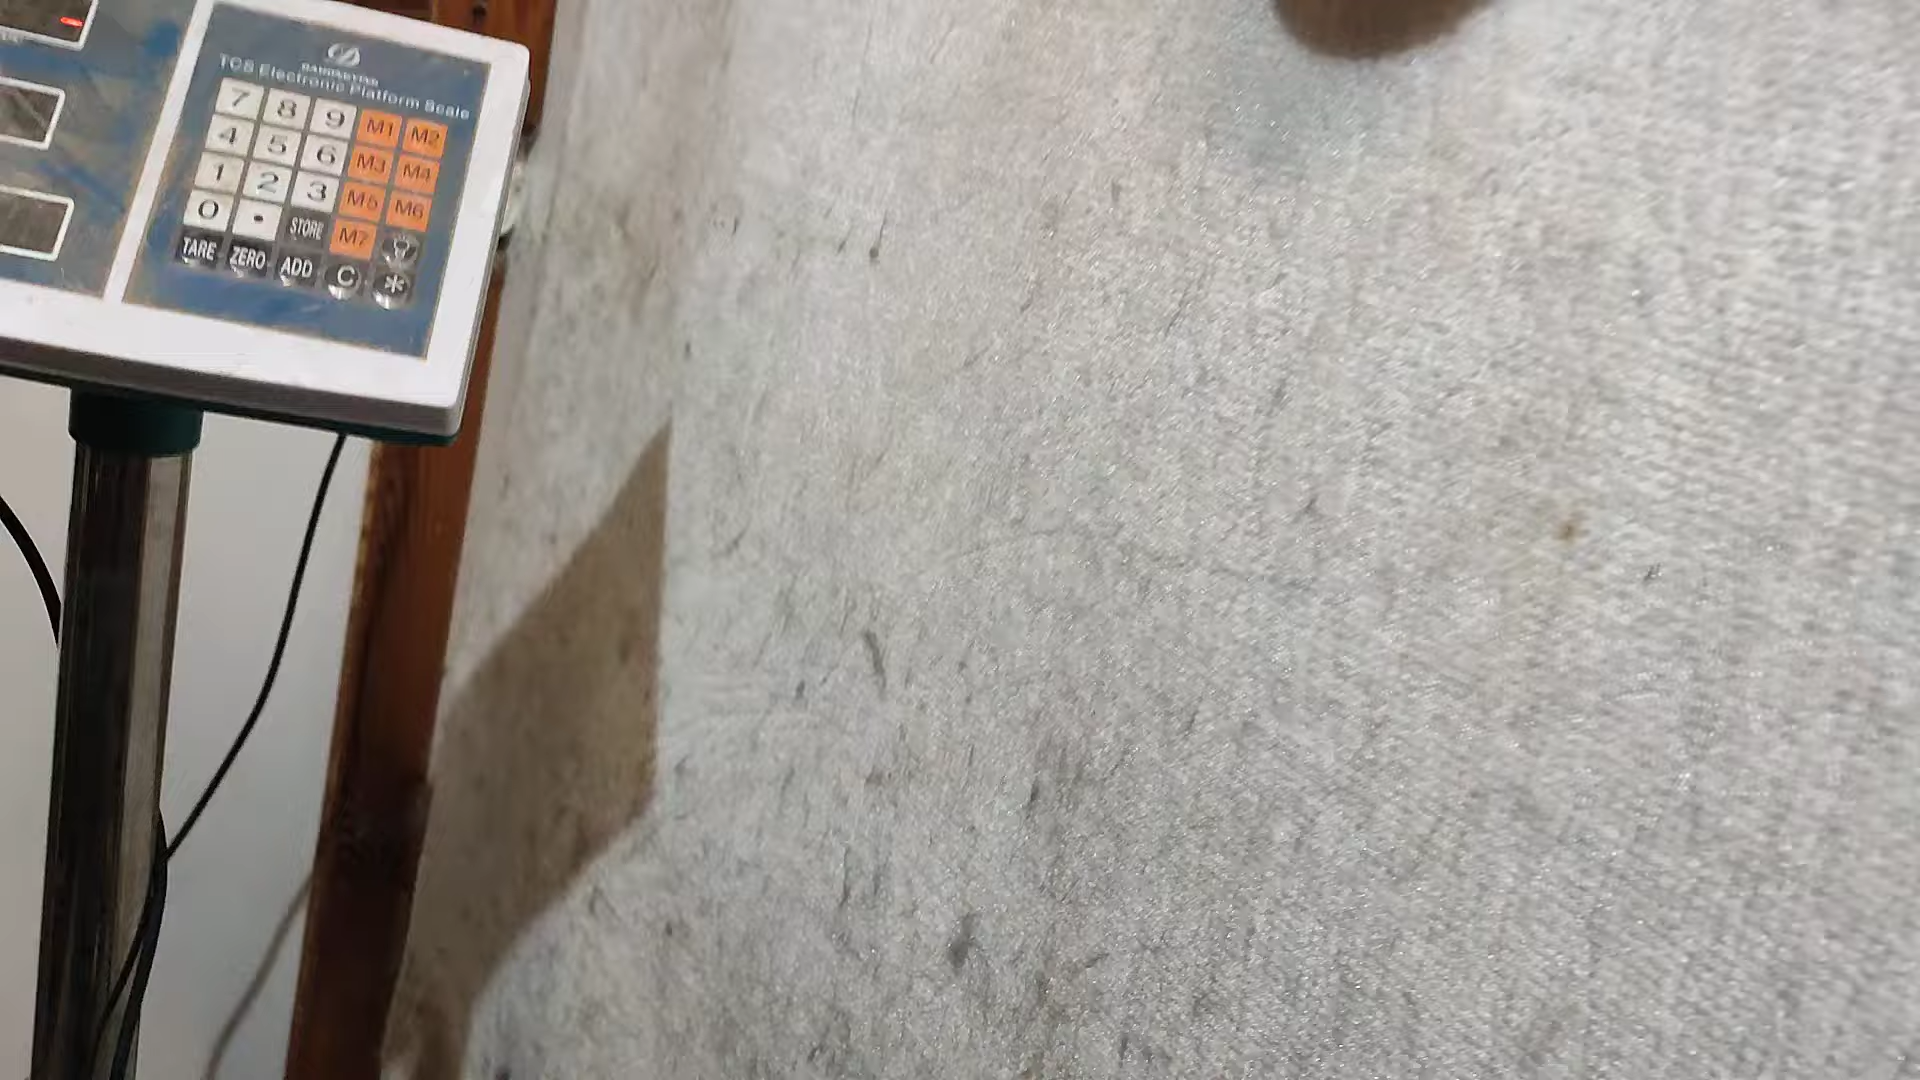 TCS Electronic Platform Scale
7 8 9 M1 M2
4 5 6 M3 M4
1 2 3 M5 M6
0 . STORE M7
TARE ZERO ADD C *